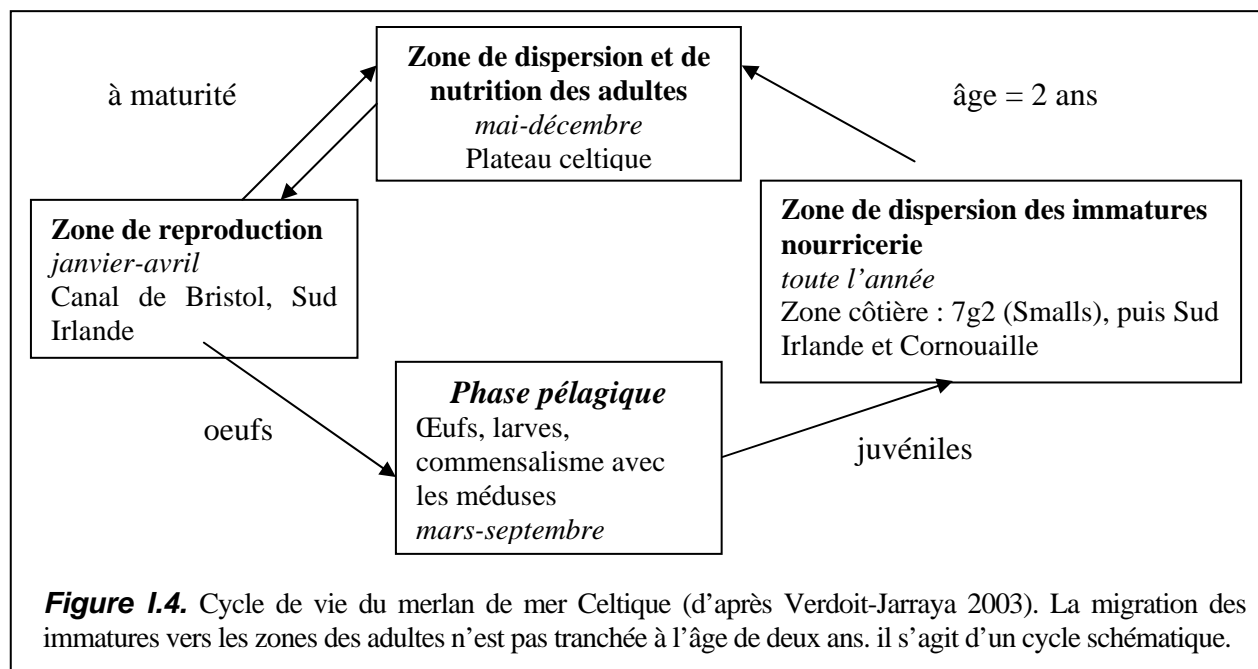 Zone de dispersion et de
nutrition des adultes
mai-décembre
Plateau celtique
à maturité
âge = 2 ans
Zone de reproduction
janvier-avril
Canal de Bristol, Sud
Irlande
Zone de dispersion des immatures
nourricerie
toute l’année
Zone côtière : 7g2 (Smalls), puis Sud
Irlande et Cornouaille
Phase pélagique
Œufs, larves,
commensalisme avec
les méduses
mars-septembre
oeufs
juvéniles
Figure I.4. Cycle de vie du merlan de mer Celtique (d’après Verdoit-Jarraya 2003). La migration des
immatures vers les zones des adultes n’est pas tranchée à l’âge de deux ans. il s’agit d’un cycle schématique.